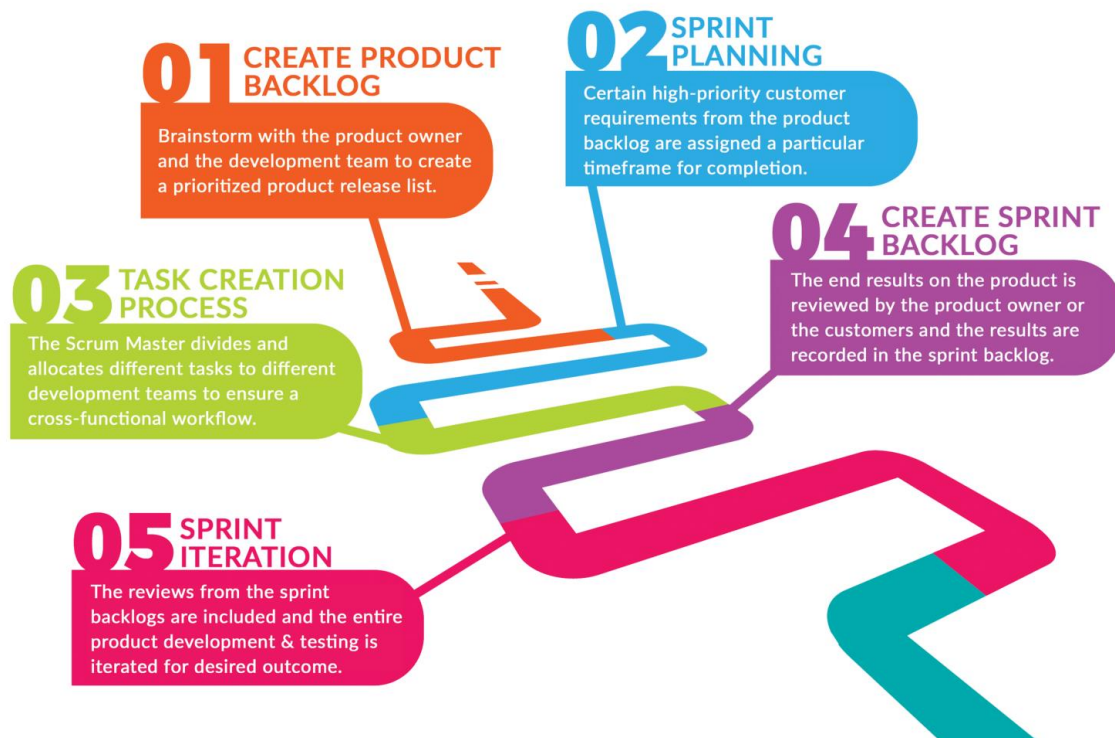 01 CREATE PRODUCT
BACKLOG
Brainstorm with the product owner
and the development team to create
a prioritized product release list.
02 SPRINT
PLANNING
Certain high-priority customer
requirements from the product
backlog are assigned a particular
timeframe for completion.
03 TASK CREATION
PROCESS
The Scrum Master divides and
allocates different tasks to different
development teams to ensure a
cross-functional workflow.
04 CREATE SPRINT
BACKLOG
The end results on the product is
reviewed by the product owner or
the customers and the results are
recorded in the sprint backlog.
05 SPRINT
ITERATION
The reviews from the sprint
backlogs are included and the entire
product development & testing is
iterated for desired outcome.